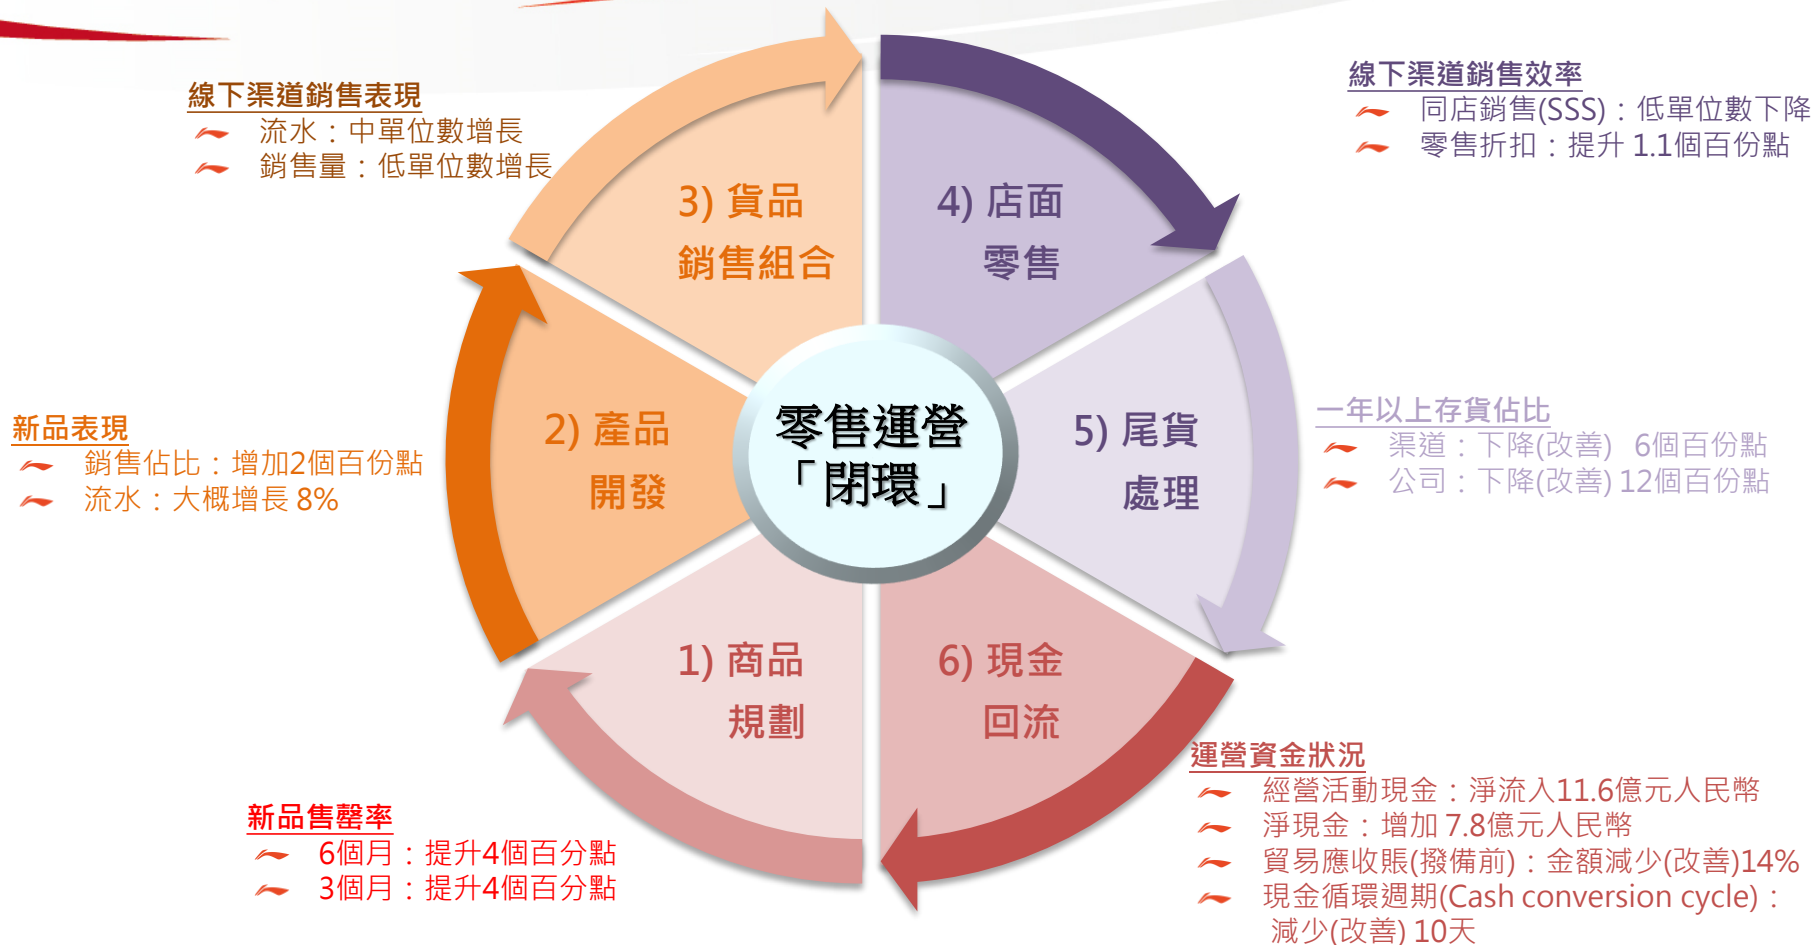 線下渠道銷售表現
流水：中單位數增長
銷售量：低單位數增長
線下渠道銷售效率
同店銷售(SSS)：低單位數下降
零售折扣：提升 1.1個百份點
3) 貨品
銷售組合
4) 店面
零售
新品表現
銷售佔比：增加2個百份點
流水：大概增長 8%
2) 產品
開發
零售運營
「閉環」
5) 尾貨
處理
一年以上存貨佔比
渠道：下降(改善) 6個百份點
公司：下降(改善) 12個百份點
1) 商品
規劃
6) 現金
回流
新品售罄率
6個月：提升4個百分點
3個月：提升4個百分點
運營資金狀況
經營活動現金：淨流入11.6億元人民幣
淨現金：增加 7.8億元人民幣
貿易應收賬(撥備前)：金額減少(改善)14%
現金循環週期(Cash conversion cycle)：
減少(改善) 10天